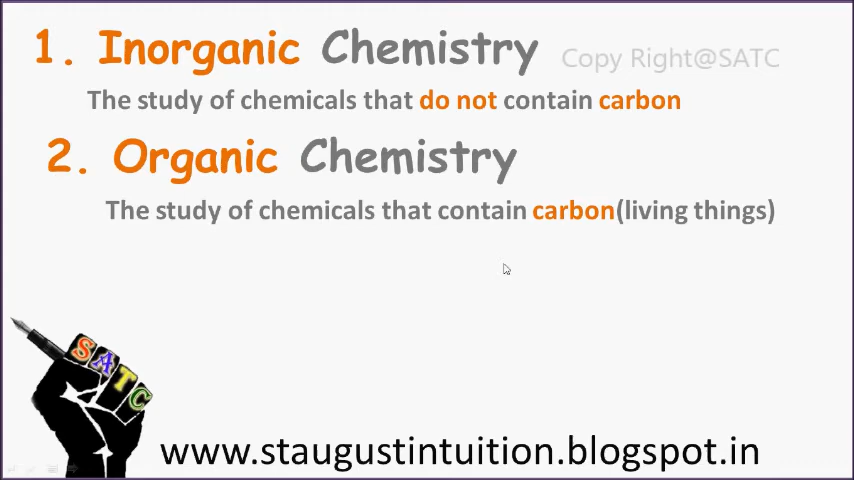 1. Inorganic Chemistry Copy Right@SATC
The study of chemicals that do not contain carbon
2. Organic Chemistry
The study of chemicals that contain carbon(living things)
SATC
www.staugustintuition.blogspot.in